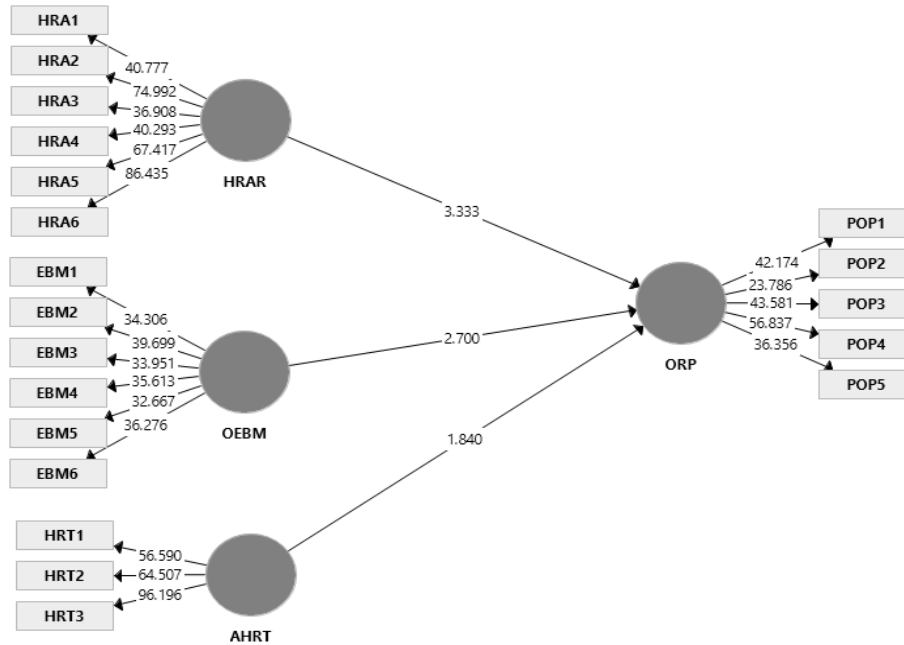 HRA1
HRA2
HRA3
HRA4
HRA5
HRA6
40.777
74.992
36.908
40.293
67.417
86.435
HRAR
3.333
EBM1
EBM2
EBM3
EBM4
EBM5
EBM6
34.306
39.699
33.951
35.613
32.667
36.276
OEBM
2.700
HRT1
HRT2
HRT3
56.590
64.507
96.196
AHRT
1.840
ORP
42.174
23.786
43.581
56.837
36.356
POP1
POP2
POP3
POP4
POP5